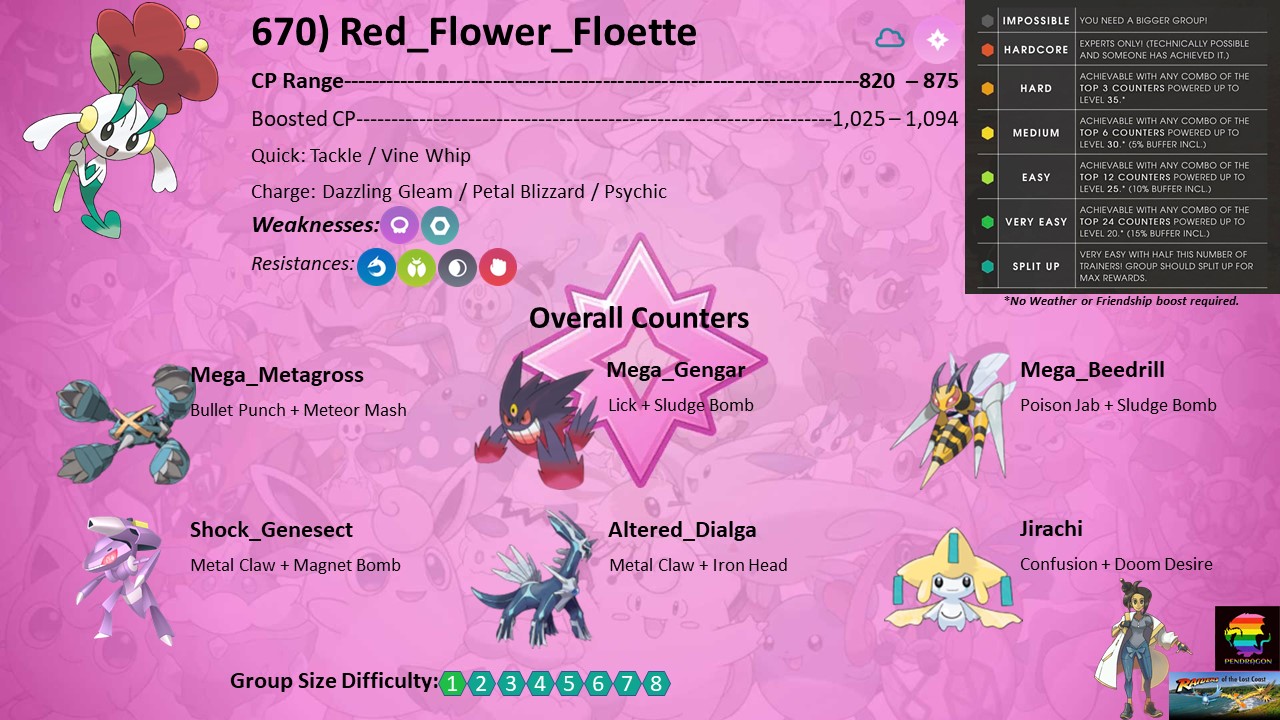 670) Red_Flower_Floette
CP Range---820 – 875
Boosted CP---1,025 – 1,094
Quick: Tackle / Vine Whip
Charge: Dazzling Gleam / Petal Blizzard / Psychic
Weaknesses:
Resistances:
IMPOSSIBLE YOU NEED A BIGGER GROUP!
HARDCORE EXPERTS ONLY! (TECHNICALLY POSSIBLE
AND SOMEONE HAS ACHIEVED IT.)
HARD ACHIEVABLE WITH ANY COMBO OF THE
TOP 3 COUNTERS POWERED UP TO
LEVEL 35.*
MEDIUM ACHIEVABLE WITH ANY COMBO OF THE
TOP 6 COUNTERS POWERED UP TO
LEVEL 30.* (5% BUFFER INCL.)
EASY ACHIEVABLE WITH ANY COMBO OF THE
TOP 12 COUNTERS POWERED UP TO
LEVEL 25.* (10% BUFFER INCL.)
VERY EASY ACHIEVABLE WITH ANY COMBO OF THE
TOP 24 COUNTERS POWERED UP TO
LEVEL 20.* (15% BUFFER INCL.)
SPLIT UP VERY EASY WITH HALF THIS NUMBER OF
TRAINERS! GROUP SHOULD SPLIT UP FOR
MAX REWARDS.
*No Weather or Friendship boost required.
Overall Counters
Mega_Metagross
Bullet Punch + Meteor Mash
Mega_Gengar
Lick + Sludge Bomb
Mega_Beedrill
Poison Jab + Sludge Bomb
Shock_Genesect
Metal Claw + Magnet Bomb
Altered_Dialga
Metal Claw + Iron Head
Jirachi
Confusion + Doom Desire
Group Size Difficulty: 1 2 3 4 5 6 7 8
PENDRAGON
RAIDERS of the Lost Coast